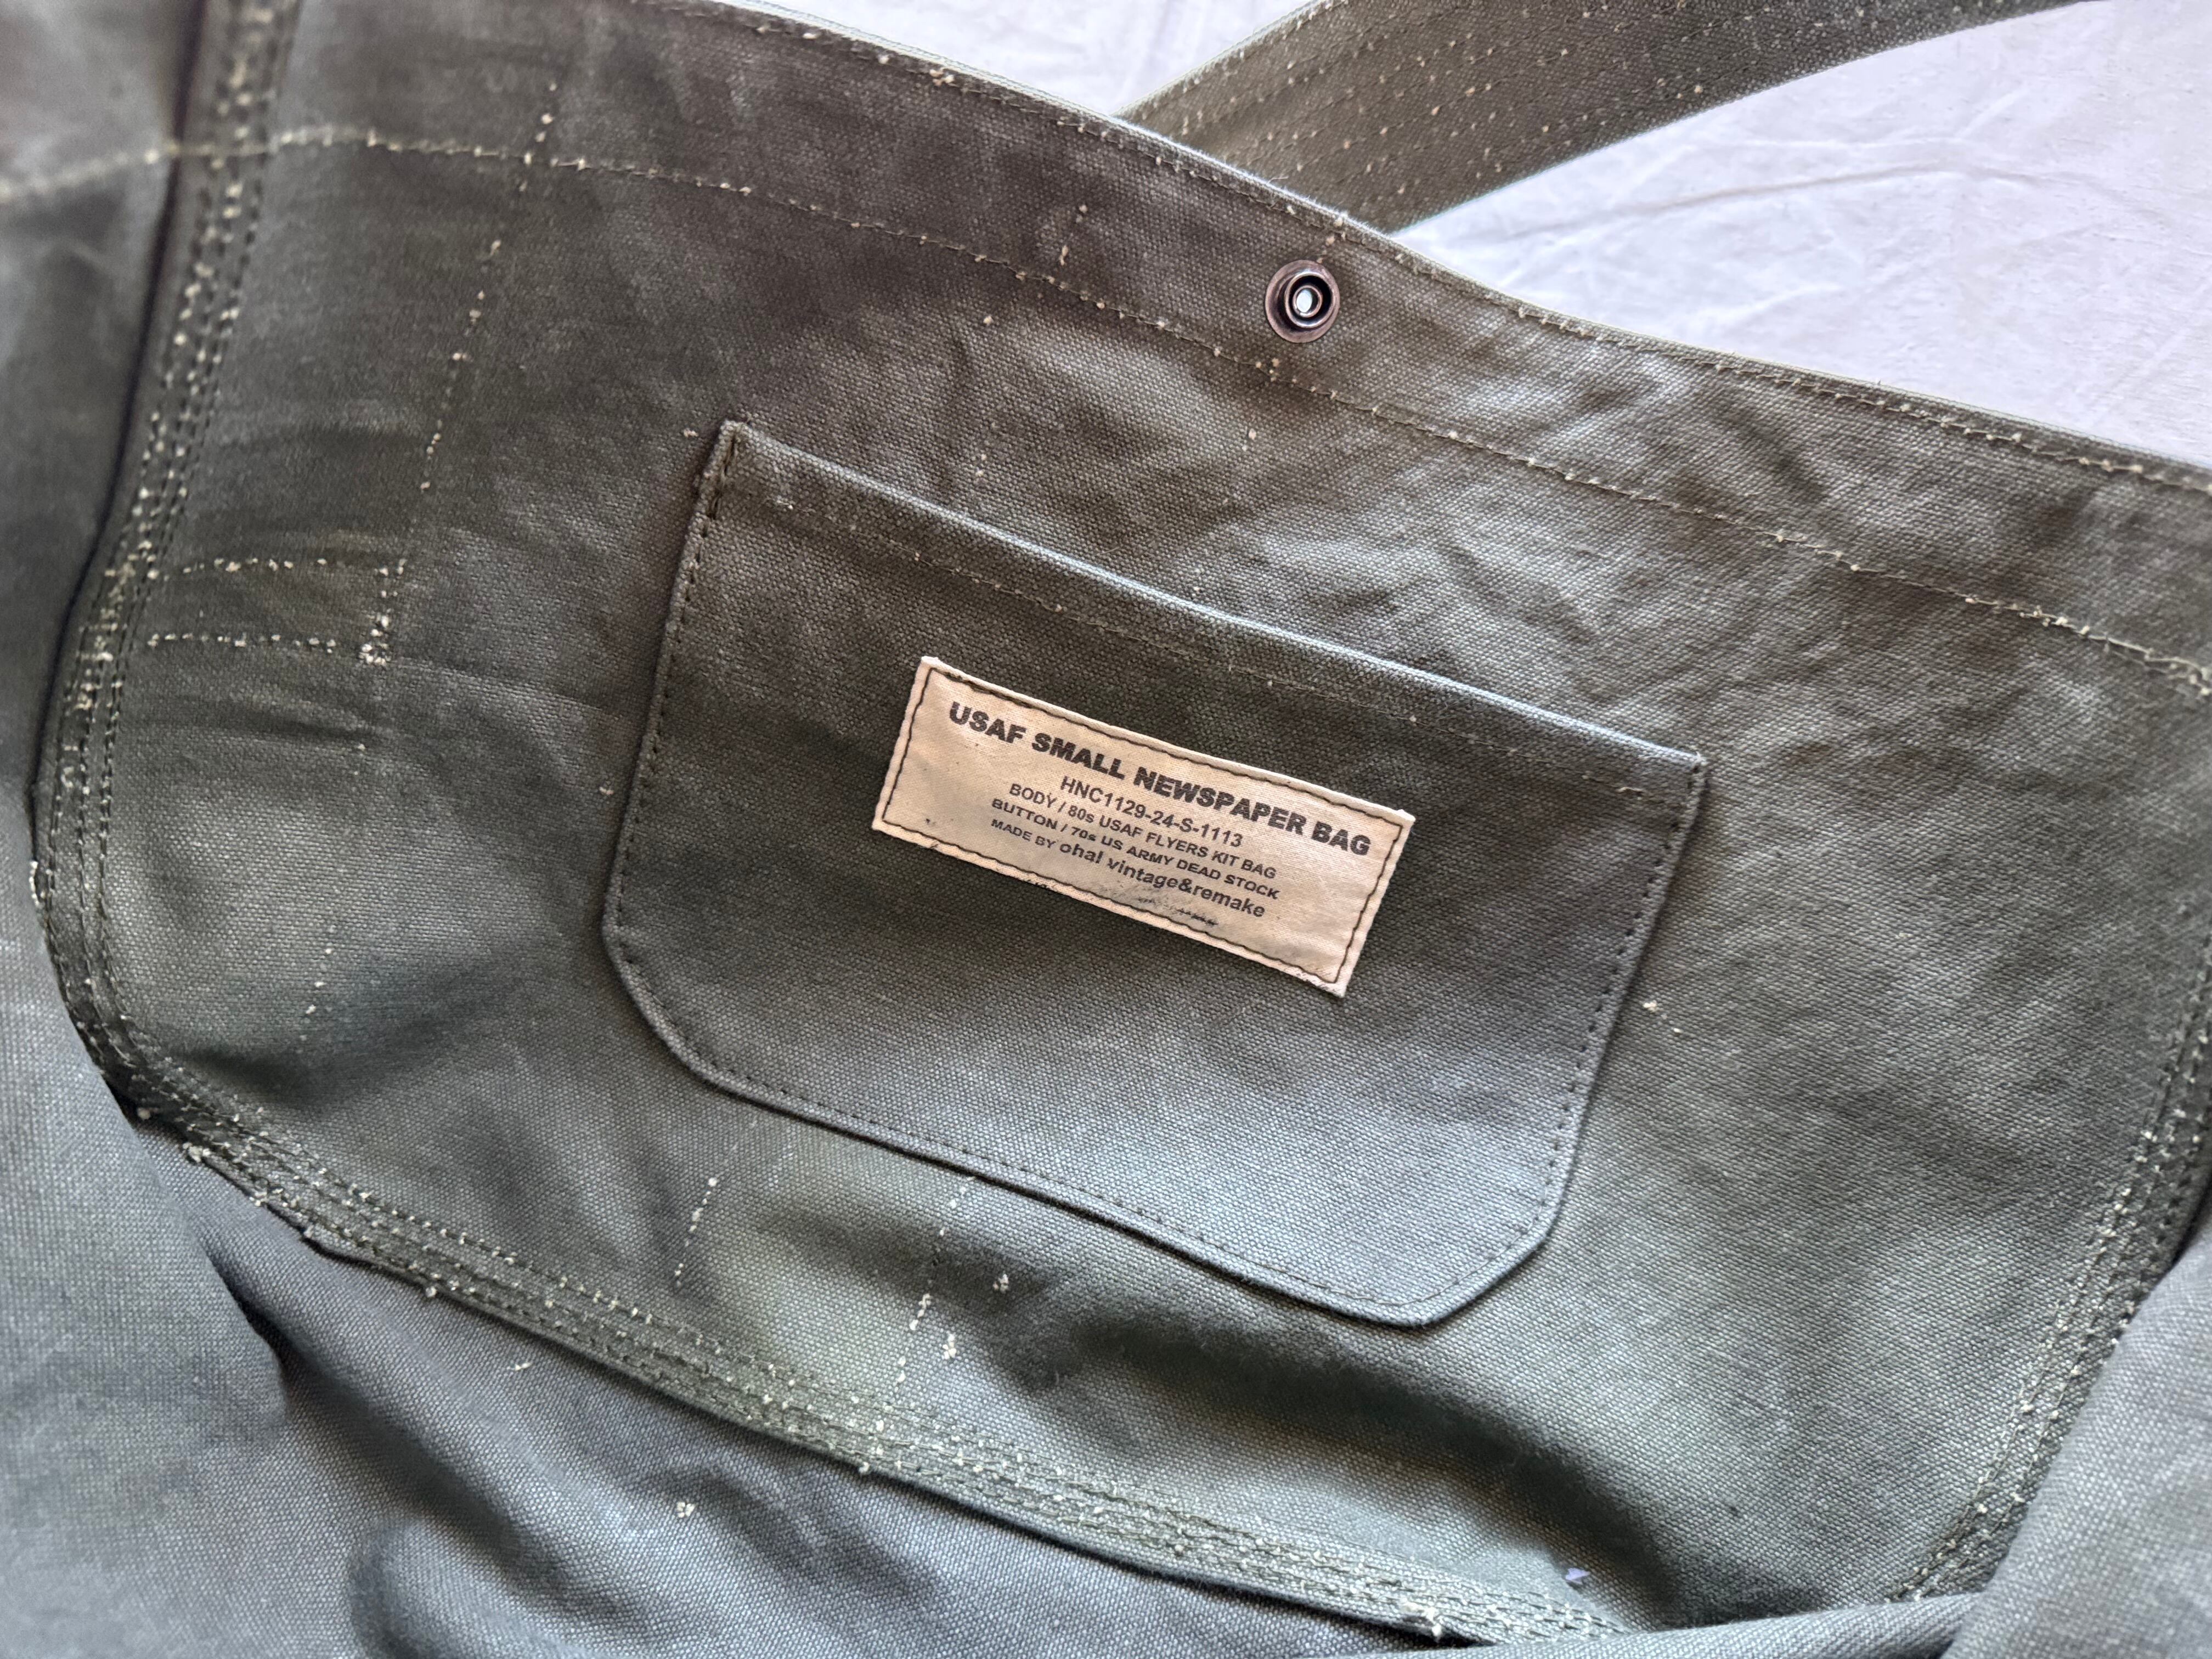 USAF SMALL NEWSPAPER BAG
HNC1129-24-S-1113
BODY / 80s USAF FLYERS KIT BAG
BUTTON / 70s US ARMY DEAD STOCK
MADE BY oha! vintage&remake